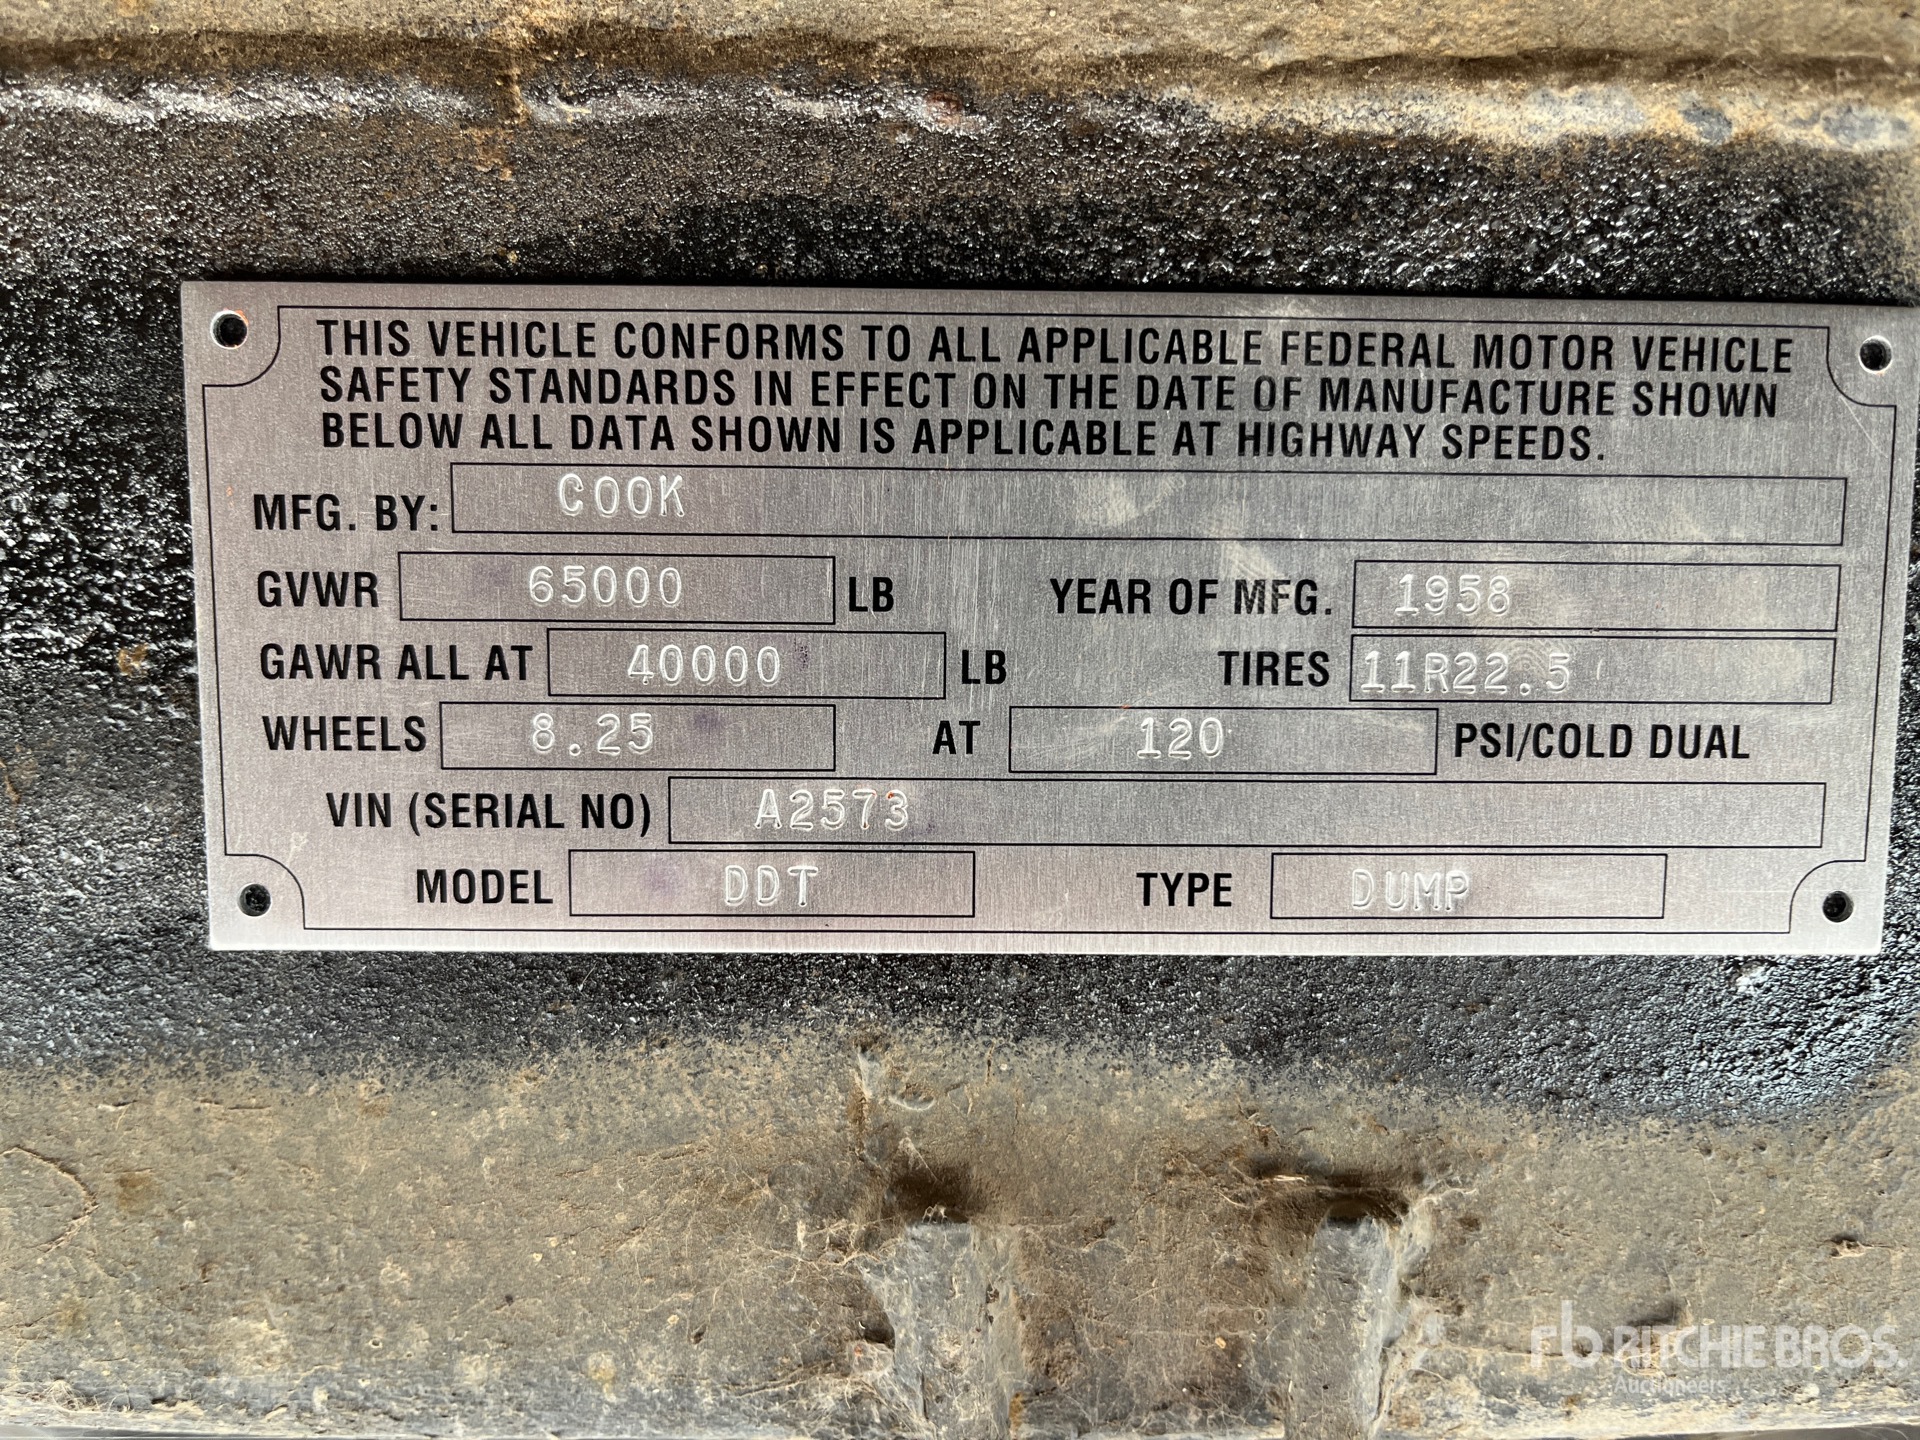 THIS VEHICLE CONFORMS TO ALL APPLICABLE FEDERAL MOTOR VEHICLE
SAFETY STANDARDS IN EFFECT ON THE DATE OF MANUFACTURE SHOWN
BELOW ALL DATA SHOWN IS APPLICABLE AT HIGHWAY SPEEDS.
MFG. BY: COOK
GVWR 65000 LB YEAR OF MFG. 1958
GAWR ALL AT 40000 LB TIRES 11R22.5
WHEELS 8.25 AT 120 PSI/COLD DUAL
VIN (SERIAL NO) A2573
MODEL DDT TYPE DUMP
rb RITCHIE BROS.
Auctioneers